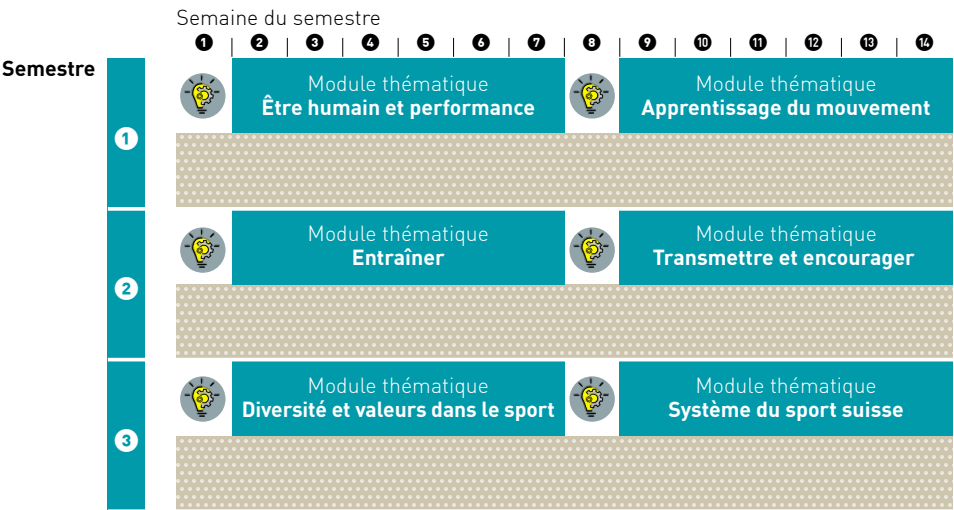 Semaine du semestre
1 2 3 4 5 6 7 8 9 10 11 12 13 14
Semestre
1
Module thématique
Être humain et performance
Module thématique
Apprentissage du mouvement
2
Module thématique
Entraîner
Module thématique
Transmettre et encourager
3
Module thématique
Diversité et valeurs dans le sport
Module thématique
Système du sport suisse